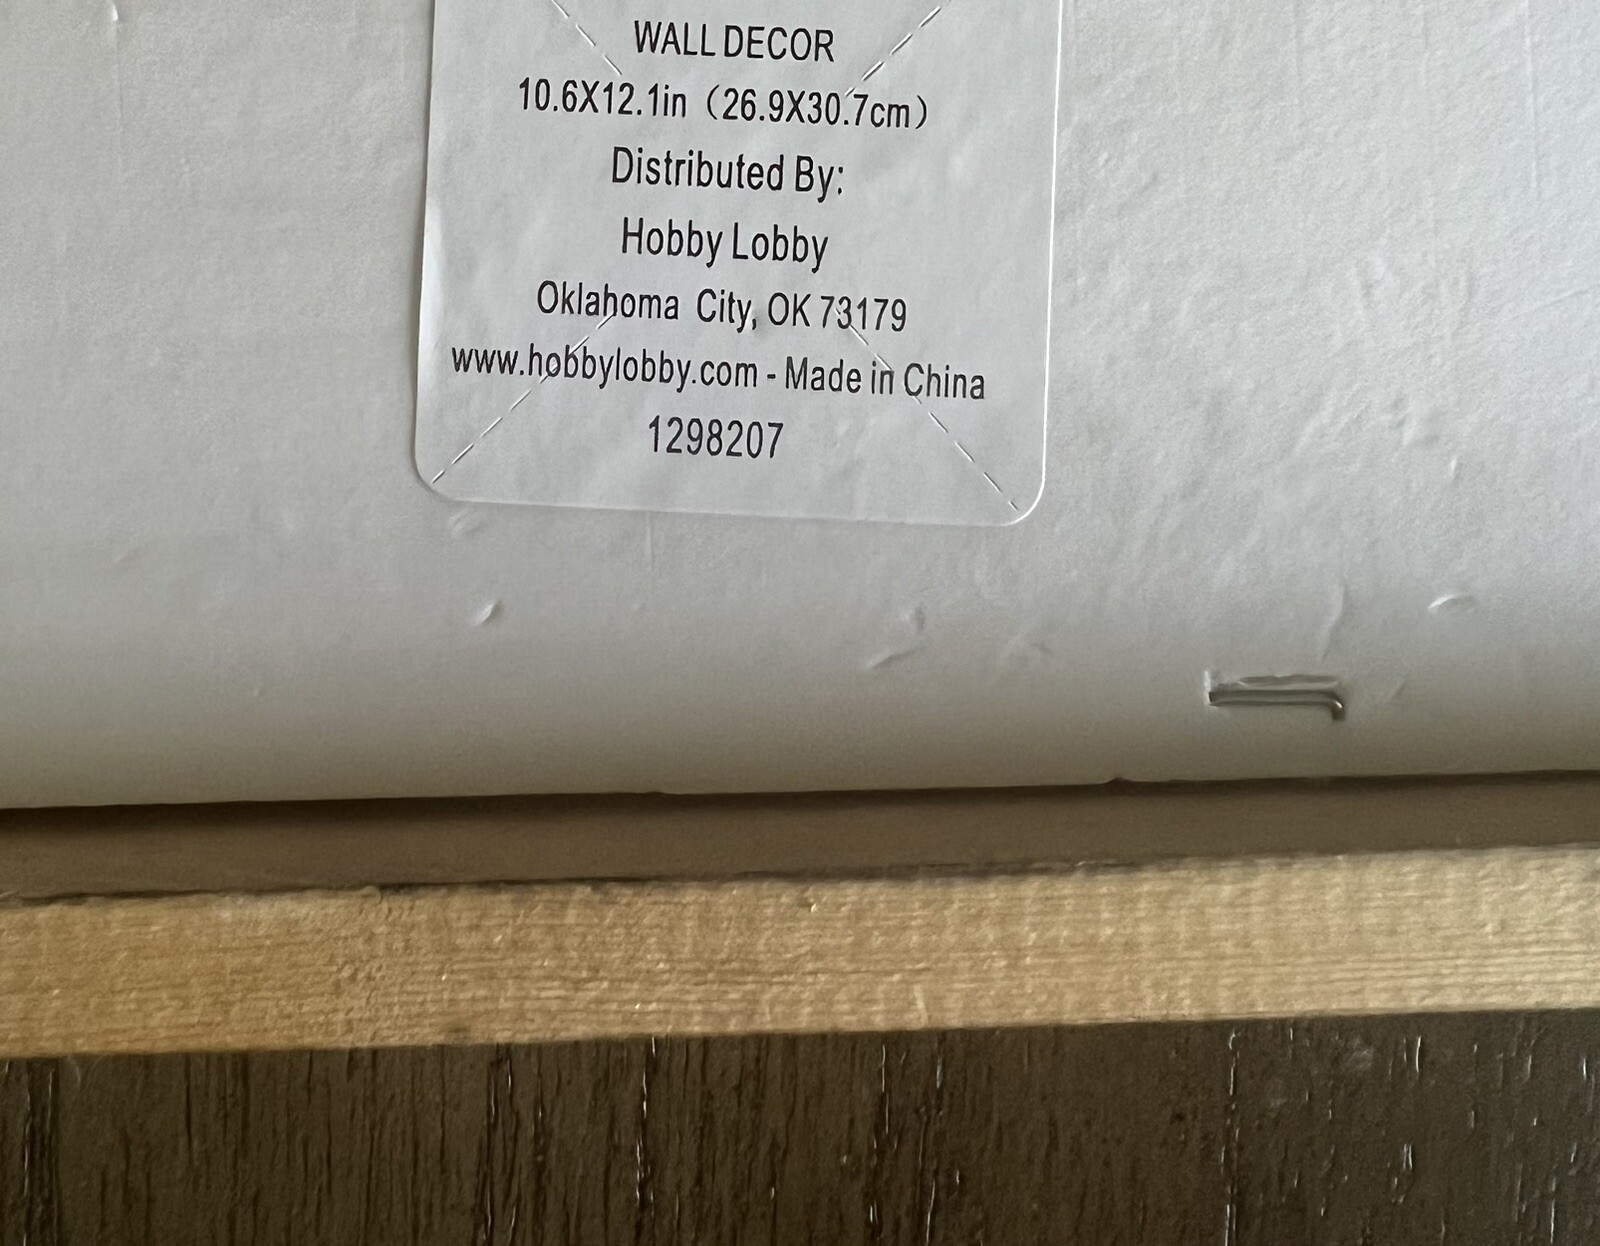 WALL DECOR
10.6X12.1in（26.9X30.7cm）
Distributed By:
Hobby Lobby
Oklahoma City, OK 73179
www.hobbylobby.com - Made in China
1298207